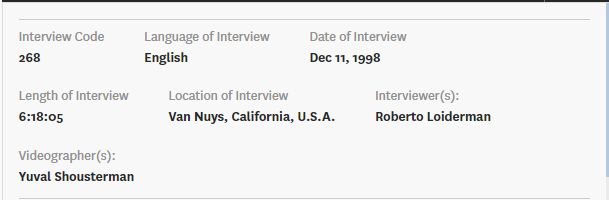 Interview Code Language of Interview Date of Interview
268 English Dec 11, 1998
Length of Interview Location of Interview Interviewer(s):
6:18:05 Van Nuys, California, U.S.A. Roberto Loiderman
Videographer(s):
Yuval Shousterman